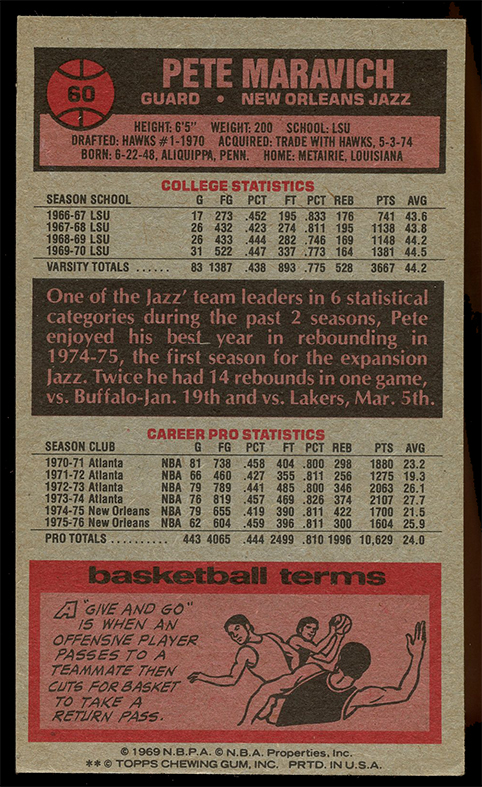 60
PETE MARAVICH
GUARD • NEW ORLEANS JAZZ
HEIGHT: 6'5" WEIGHT: 200 SCHOOL: LSU
DRAFTED: HAWKS #1-1970 ACQUIRED: TRADE WITH HAWKS, 5-3-74
BORN: 6-22-48, ALIQUIPPA, PENN. HOME: METAIRIE, LOUISIANA
COLLEGE STATISTICS
SEASON SCHOOL G FG PCT FT PCT REB PTS AVG
1966-67 LSU 17 273 .452 195 .833 176 741 43.6
1967-68 LSU 26 432 .423 274 .811 195 1138 43.8
1968-69 LSU 26 433 .444 282 .746 169 1148 44.2
1969-70 LSU 31 522 .447 337 .773 164 1381 44.5
VARSITY TOTALS ...... 83 1387 .438 893 .775 528 3667 44.2
One of the Jazz' team leaders in 6 statistical
categories during the past 2 seasons, Pete
enjoyed his best year in rebounding in
1974-75, the first season for the expansion
Jazz. Twice he had 14 rebounds in one game,
vs. Buffalo-Jan. 19th and vs. Lakers, Mar. 5th.
CAREER PRO STATISTICS
SEASON CLUB G FG PCT FT PCT REB PTS AVG
1970-71 Atlanta NBA 81 738 .458 404 .800 298 1880 23.2
1971-72 Atlanta NBA 66 460 .427 355 .811 256 1275 19.3
1972-73 Atlanta NBA 79 789 .441 485 .800 346 2063 26.1
1973-74 Atlanta NBA 76 819 .457 469 .826 374 2107 27.7
1974-75 New Orleans NBA 79 655 .419 390 .811 422 1700 21.5
1975-76 New Orleans NBA 62 604 .459 396 .811 300 1604 25.9
PRO TOTALS .......... 443 4065 .444 2499 .810 1996 10,629 24.0
basketball terms
A "GIVE AND GO"
IS WHEN AN
OFFENSIVE PLAYER
PASSES TO A
TEAMMATE THEN
CUTS FOR BASKET
TO TAKE A
RETURN PASS.
© 1969 N.B.P.A. © N.B.A. Properties, Inc.
** © TOPPS CHEWING GUM, INC. PRTD. IN U.S.A.